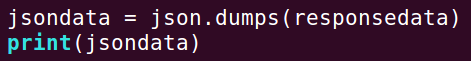 jsondata = json.dumps(responsedata)
print(jsondata)